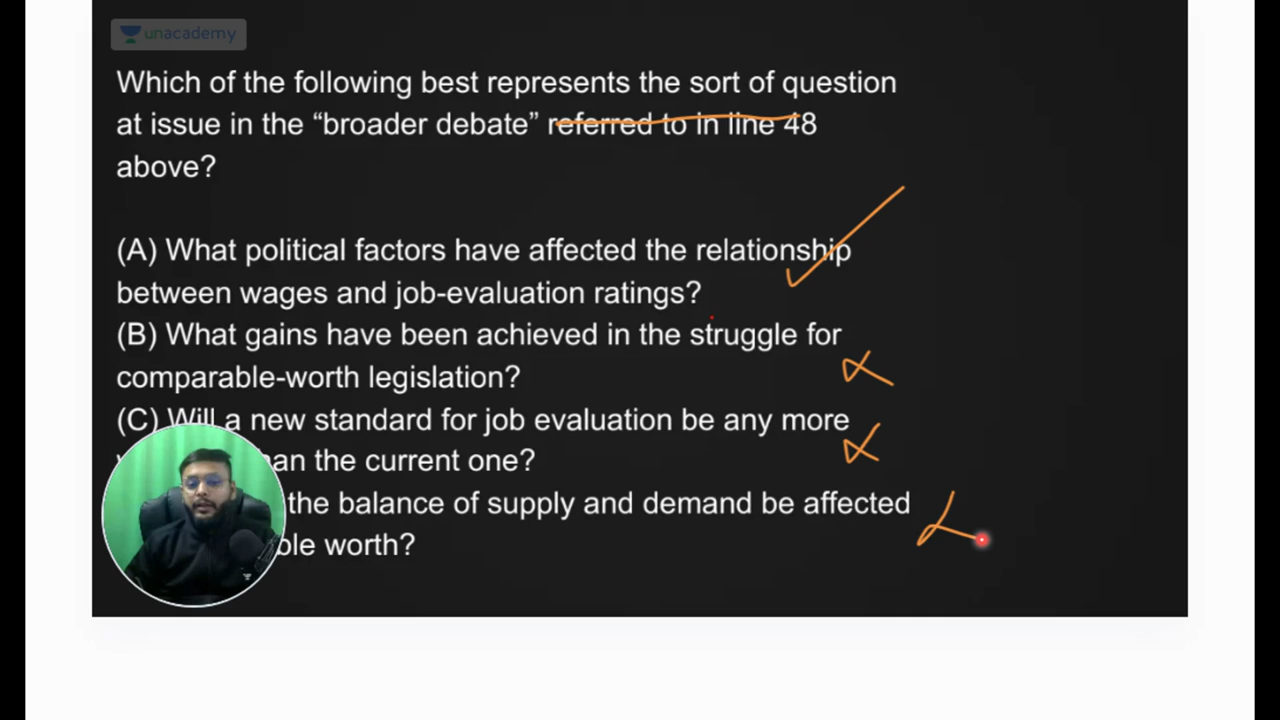 unacademy
Which of the following best represents the sort of question
at issue in the “broader debate” referred to in line 48
above?
(A) What political factors have affected the relationship
between wages and job-evaluation ratings?
(B) What gains have been achieved in the struggle for
comparable-worth legislation?
(C) Will a new standard for job evaluation be any more
than the current one?
the balance of supply and demand be affected
worth?